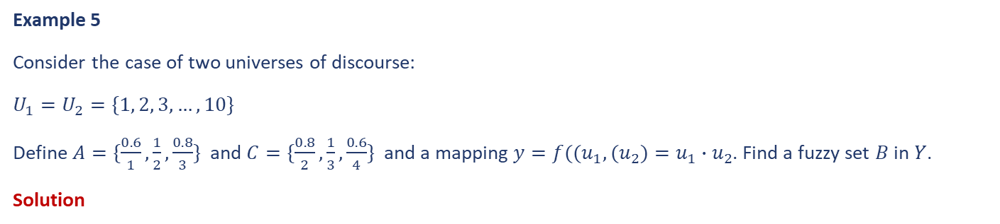 Example 5
Consider the case of two universes of discourse:
U₁ = U₂ = {1, 2, 3, … , 10}
Define A = {0.6/1, 1/2, 0.8/3} and C = {0.8/2, 1/3, 0.6/4} and a mapping y = f((u₁, (u₂) = u₁ · u₂. Find a fuzzy set B in Y.
Solution